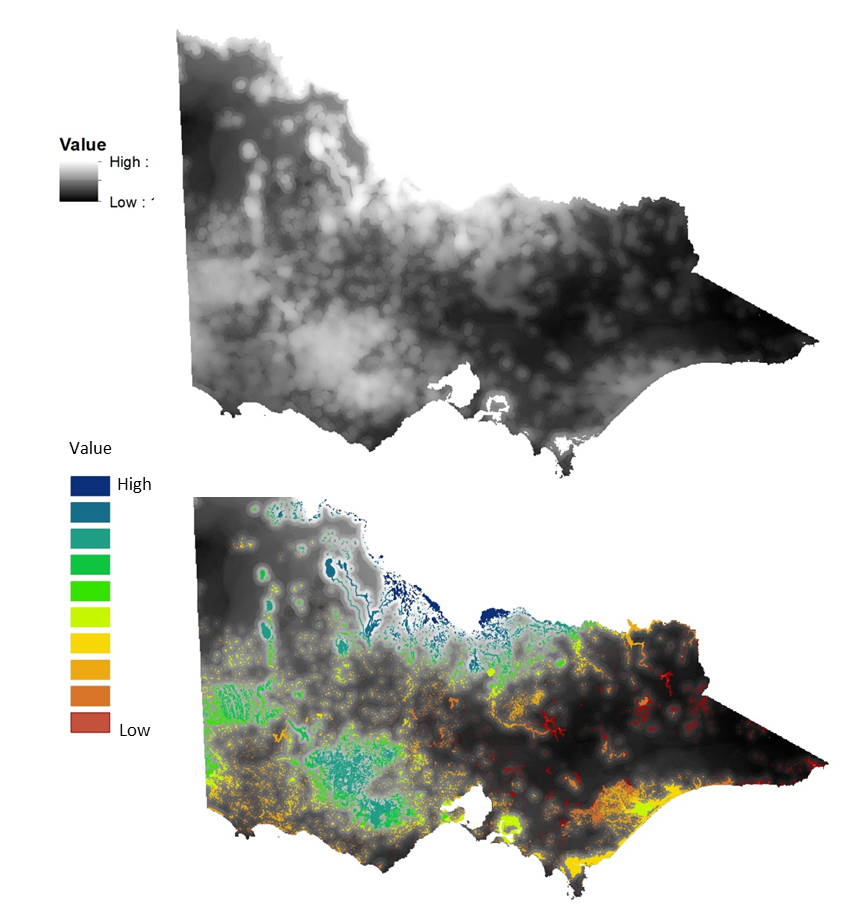 Value
High :
Low :
Value
High
Low